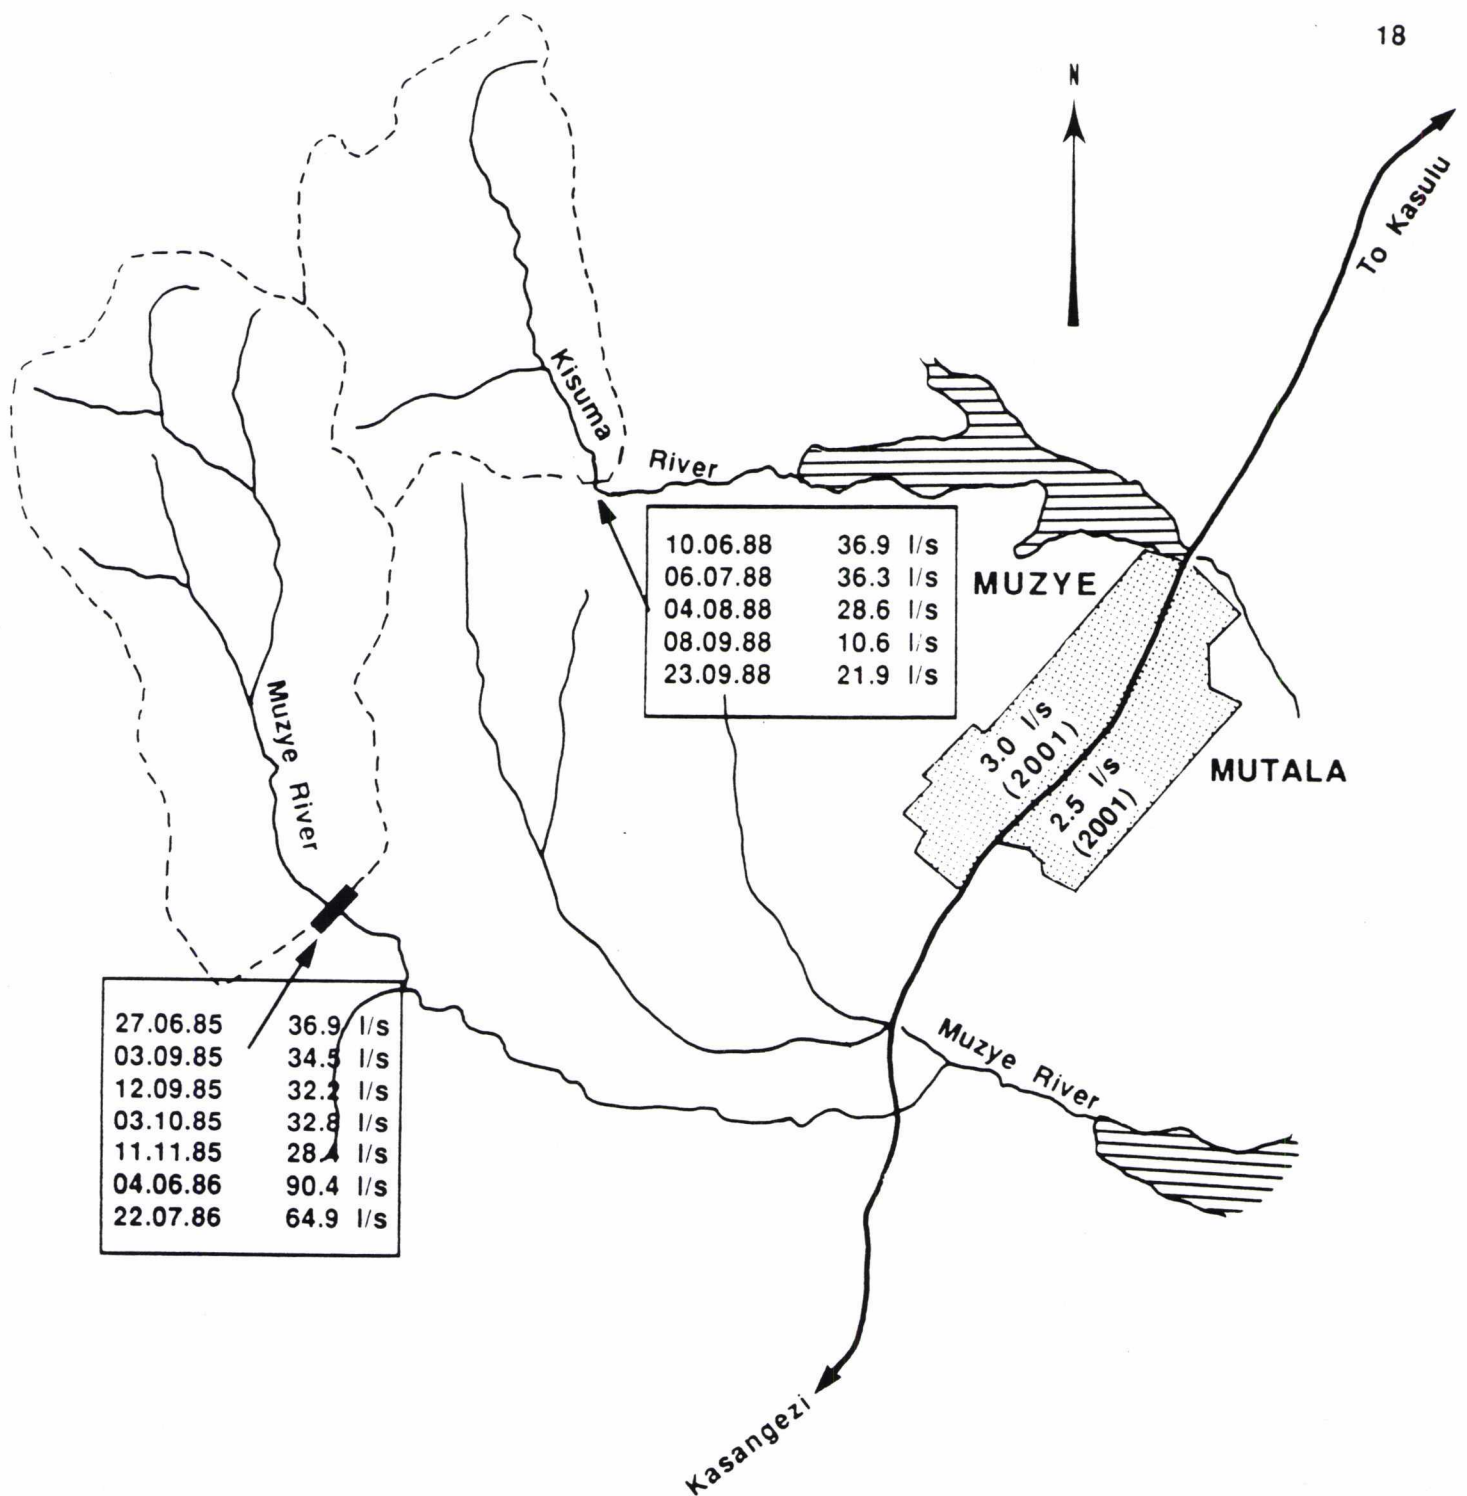 18
N
To Kasulu
Kisuma
River
10.06.88 36.9 l/s
06.07.88 36.3 l/s
04.08.88 28.6 l/s
08.09.88 10.6 l/s
23.09.88 21.9 l/s
MUZYE
3.0 l/s
(2001)
2.5 l/s
(2001)
MUTALA
Muzye River
27.06.85 36.9 l/s
03.09.85 34.5 l/s
12.09.85 32.2 l/s
03.10.85 32.8 l/s
11.11.85 28.4 l/s
04.06.86 90.4 l/s
22.07.86 64.9 l/s
Muzye River
Kasangezi